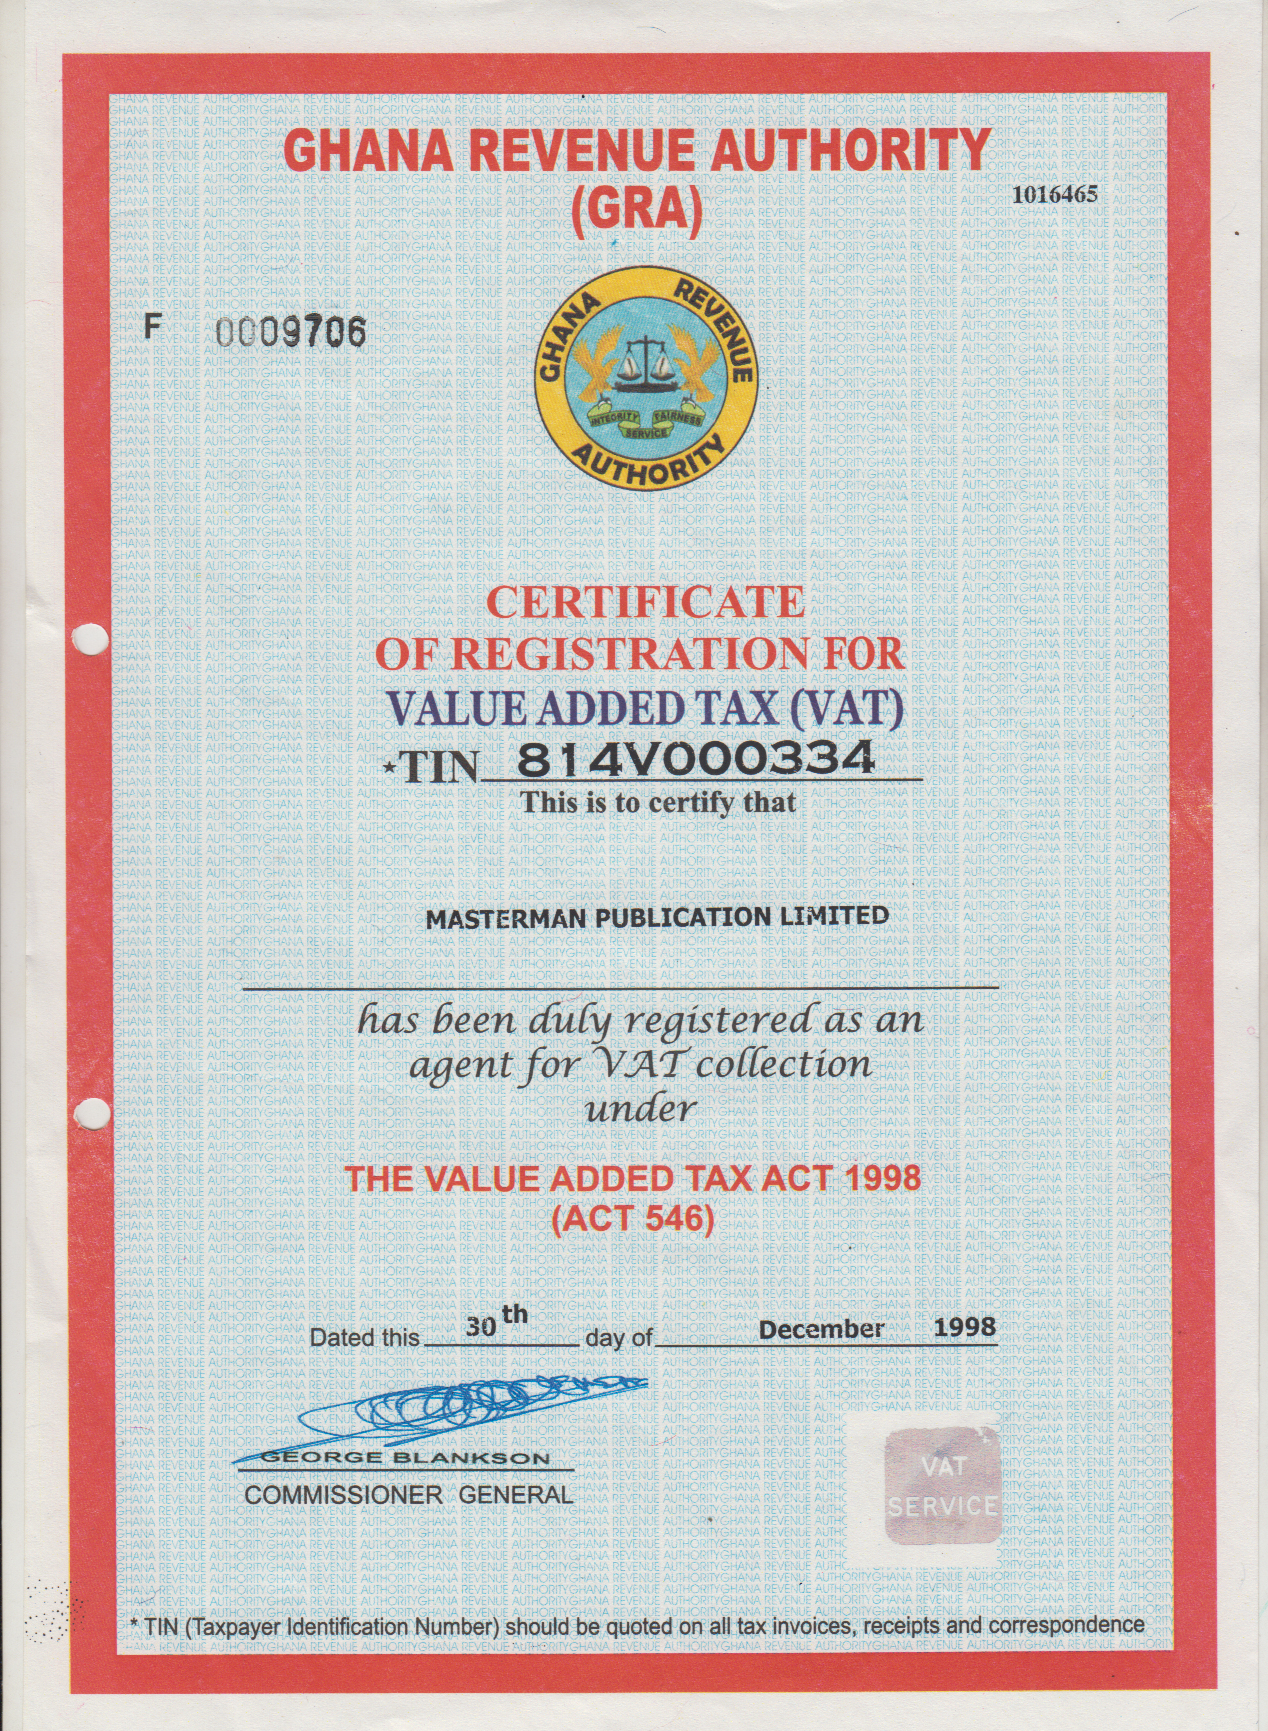 GHANA REVENUE AUTHORITY
(GRA)
1016465
F 0009706
GHANA REVENUE AUTHORITY
INTEGRITY FAIRNESS
SERVICE
CERTIFICATE
OF REGISTRATION FOR
VALUE ADDED TAX (VAT)
*TIN 814V000334
This is to certify that
MASTERMAN PUBLICATION LIMITED
has been duly registered as an
agent for VAT collection
under
THE VALUE ADDED TAX ACT 1998
(ACT 546)
Dated this 30th day of December 1998
GEORGE BLANKSON
COMMISSIONER GENERAL
VAT
SERVICE
* TIN (Taxpayer Identification Number) should be quoted on all tax invoices, receipts and correspondence